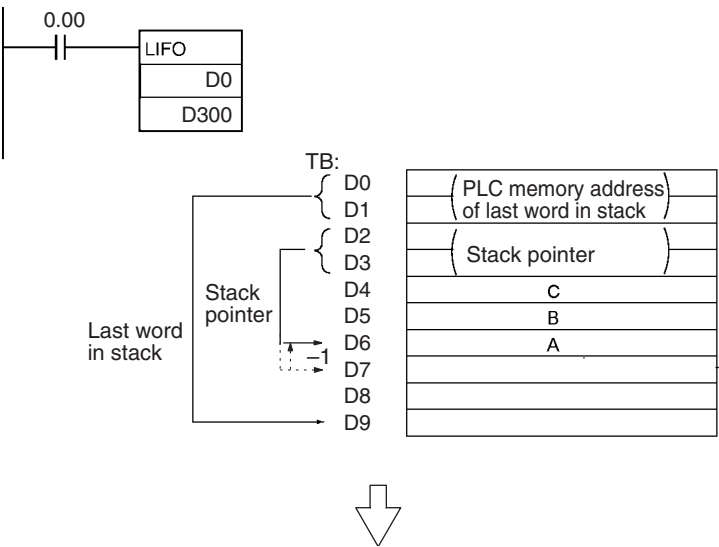 0.00
LIFO
D0
D300
TB:
D0
D1
D2
D3
D4
D5
D6
D7
D8
D9
(PLC memory address
of last word in stack)
(Stack pointer)
C
B
A
Stack
pointer
Last word
in stack
–1